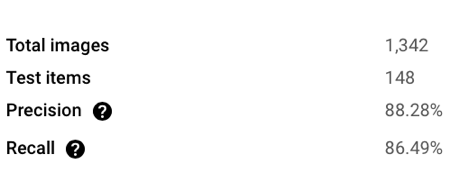 Total images 1,342
Test items 148
Precision ? 88.28%
Recall ? 86.49%